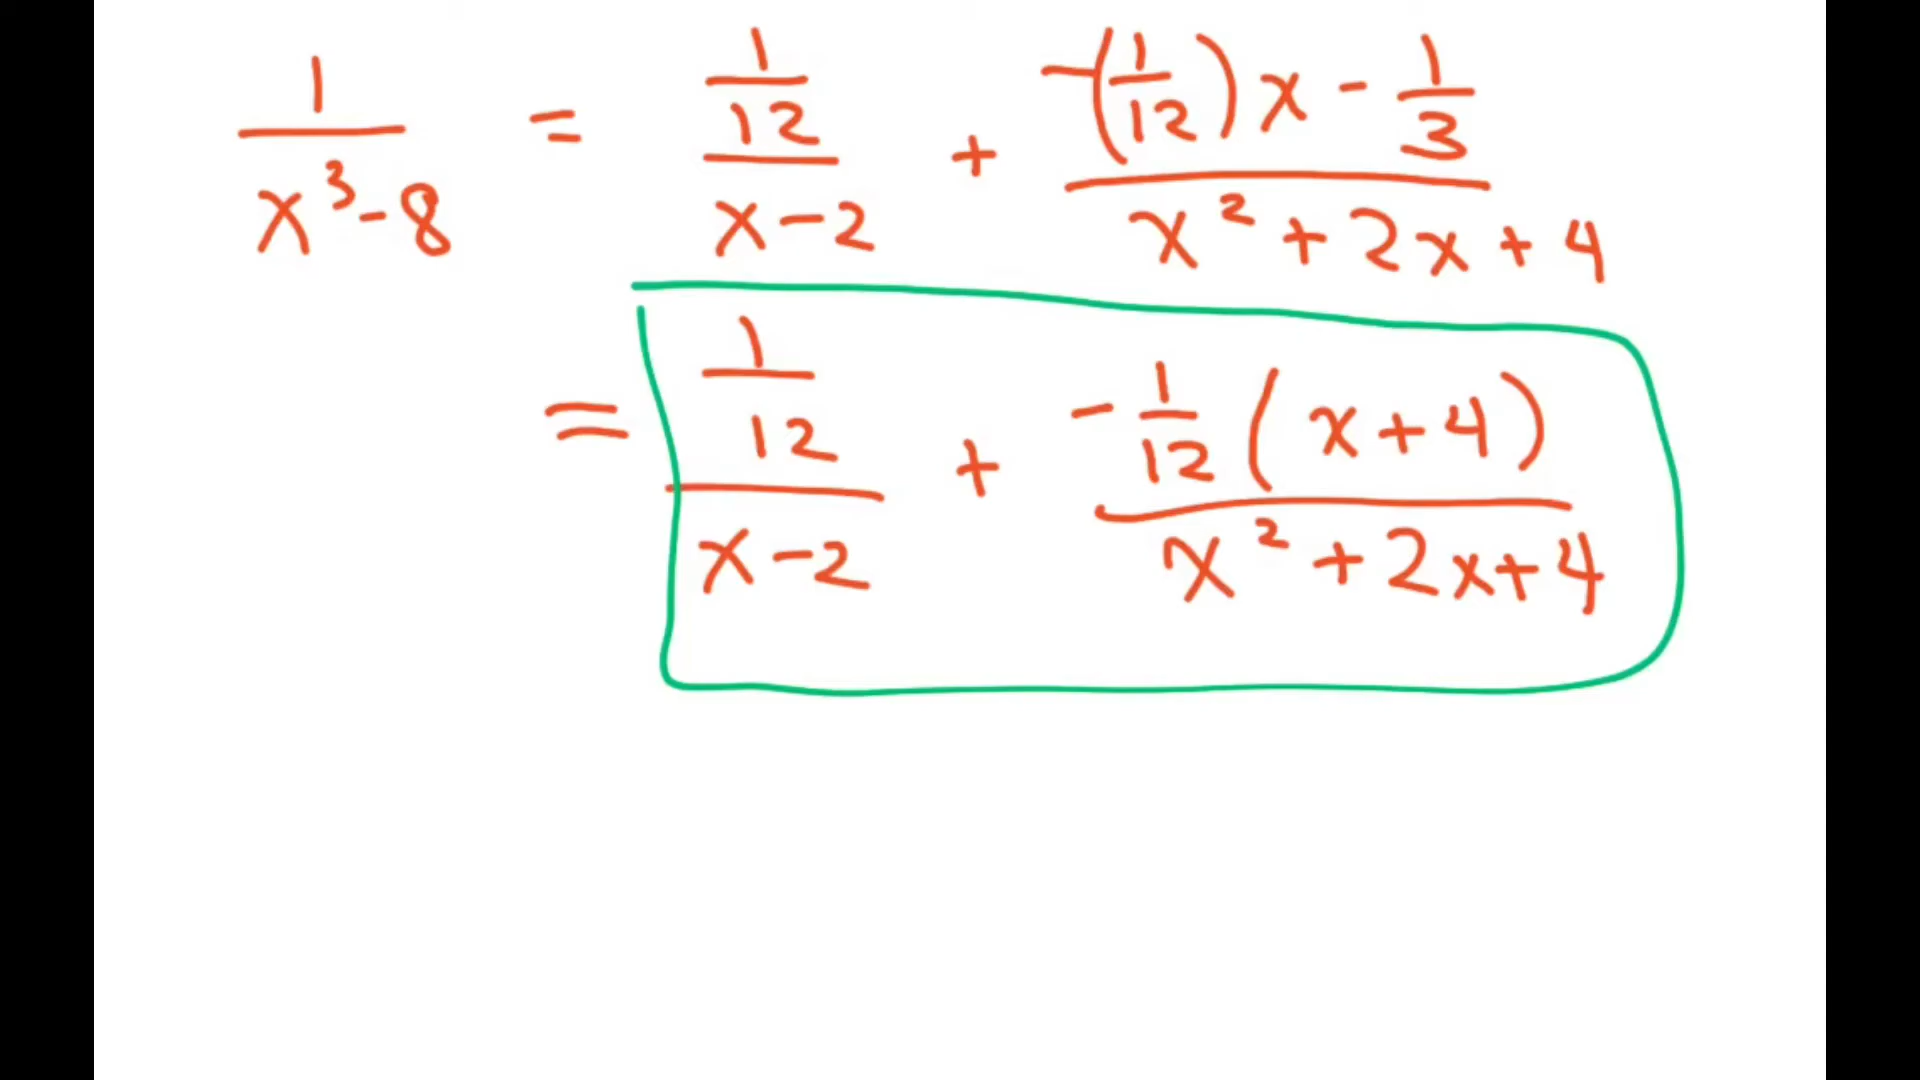 1/(x³-8) = (1/12)/(x-2) + (-(1/12)x - 1/3)/(x²+2x+4)
= (1/12)/(x-2) + (-1/12(x+4))/(x²+2x+4)